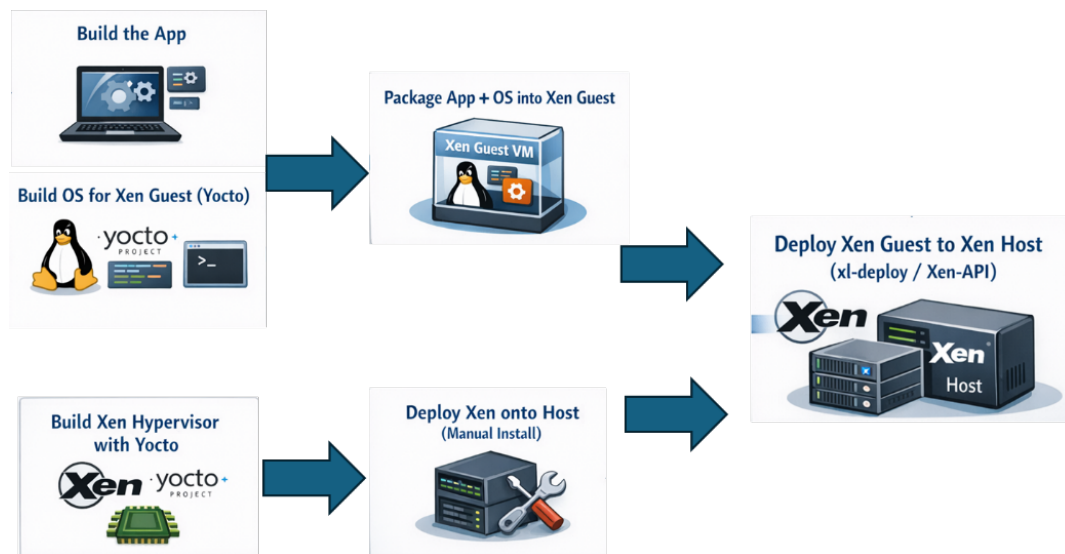 Build the App
Build OS for Xen Guest (Yocto)
yocto
PROJECT
>_
Package App + OS into Xen Guest
Xen Guest VM
Build Xen Hypervisor
with Yocto
Xen
yocto
PROJECT
Deploy Xen onto Host
(Manual Install)
Deploy Xen Guest to Xen Host
(xl-deploy / Xen-API)
Xen
Xen
Host